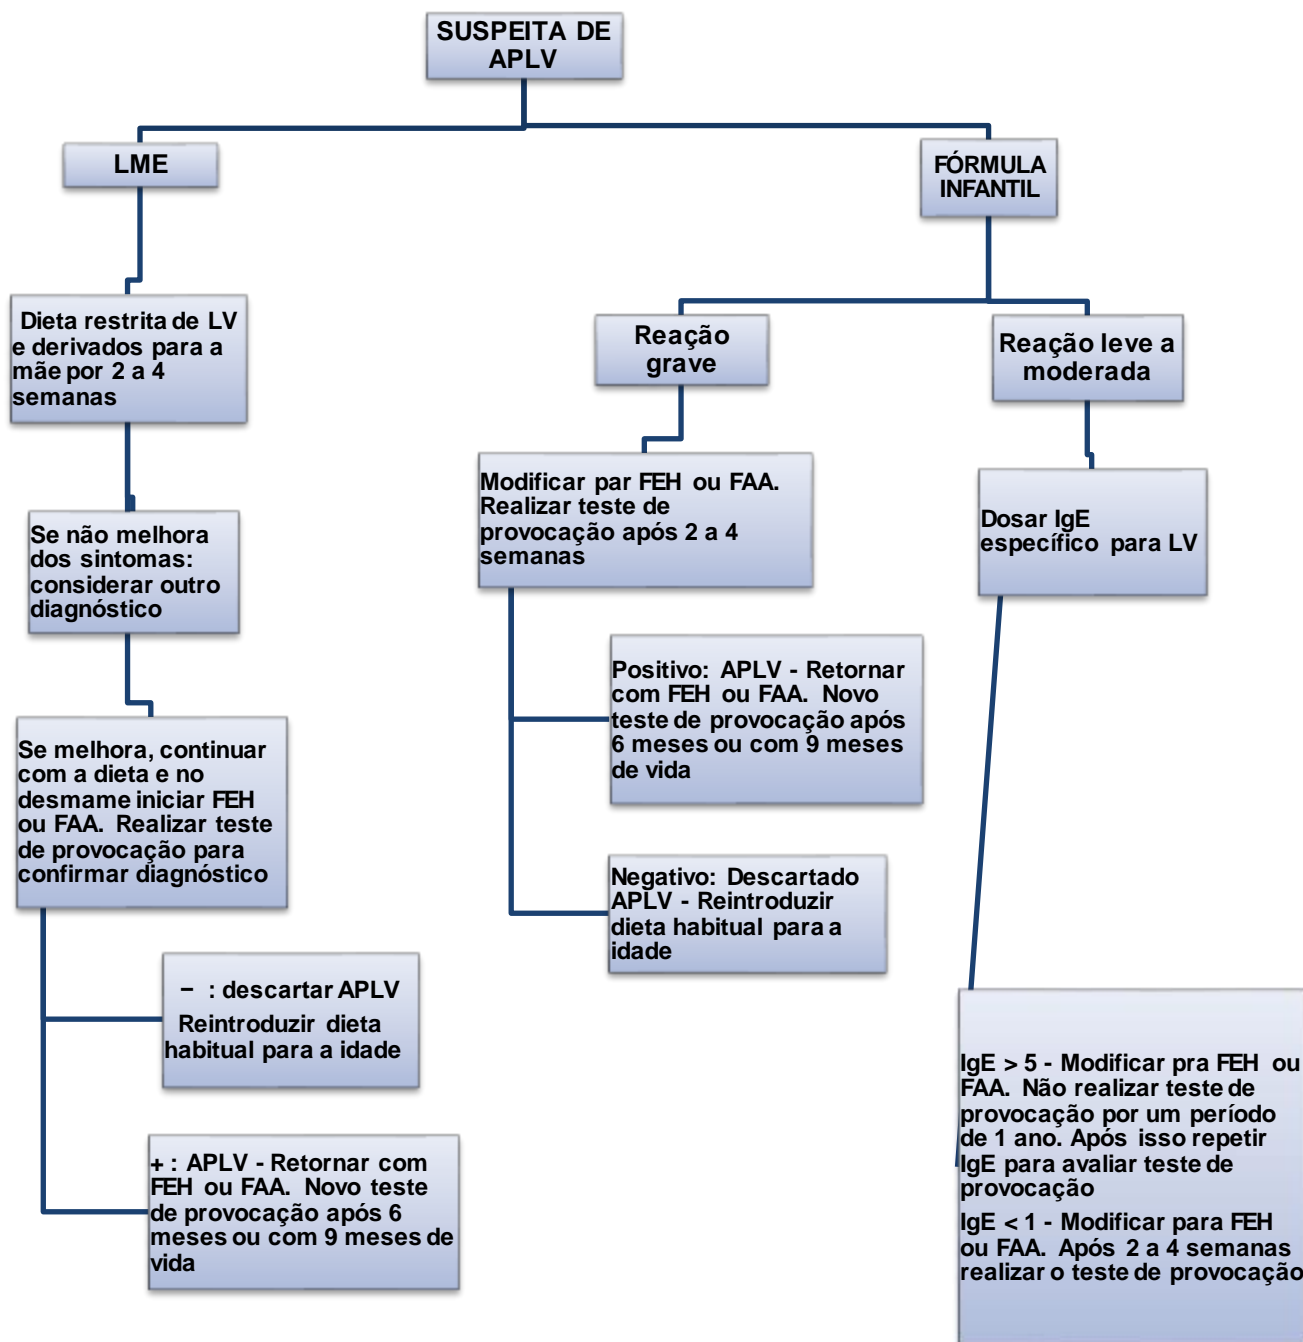 SUSPEITA DE
APLV
LME
FÓRMULA
INFANTIL
Dieta restrita de LV
e derivados para a
mãe por 2 a 4
semanas
Se não melhora
dos sintomas:
considerar outro
diagnóstico
Se melhora, continuar
com a dieta e no
desmame iniciar FEH
ou FAA. Realizar teste
de provocação para
confirmar diagnóstico
− : descartar APLV
Reintroduzir dieta
habitual para a idade
+ : APLV - Retornar com
FEH ou FAA. Novo teste
de provocação após 6
meses ou com 9 meses de
vida
Reação
grave
Modificar par FEH ou FAA.
Realizar teste de
provocação após 2 a 4
semanas
Positivo: APLV - Retornar
com FEH ou FAA. Novo
teste de provocação após
6 meses ou com 9 meses
de vida
Negativo: Descartado
APLV - Reintroduzir
dieta habitual para a
idade
Reação leve a
moderada
Dosar IgE
específico para LV
IgE > 5 - Modificar pra FEH ou
FAA. Não realizar teste de
provocação por um período
de 1 ano. Após isso repetir
IgE para avaliar teste de
provocação
IgE < 1 - Modificar para FEH
ou FAA. Após 2 a 4 semanas
realizar o teste de provocação